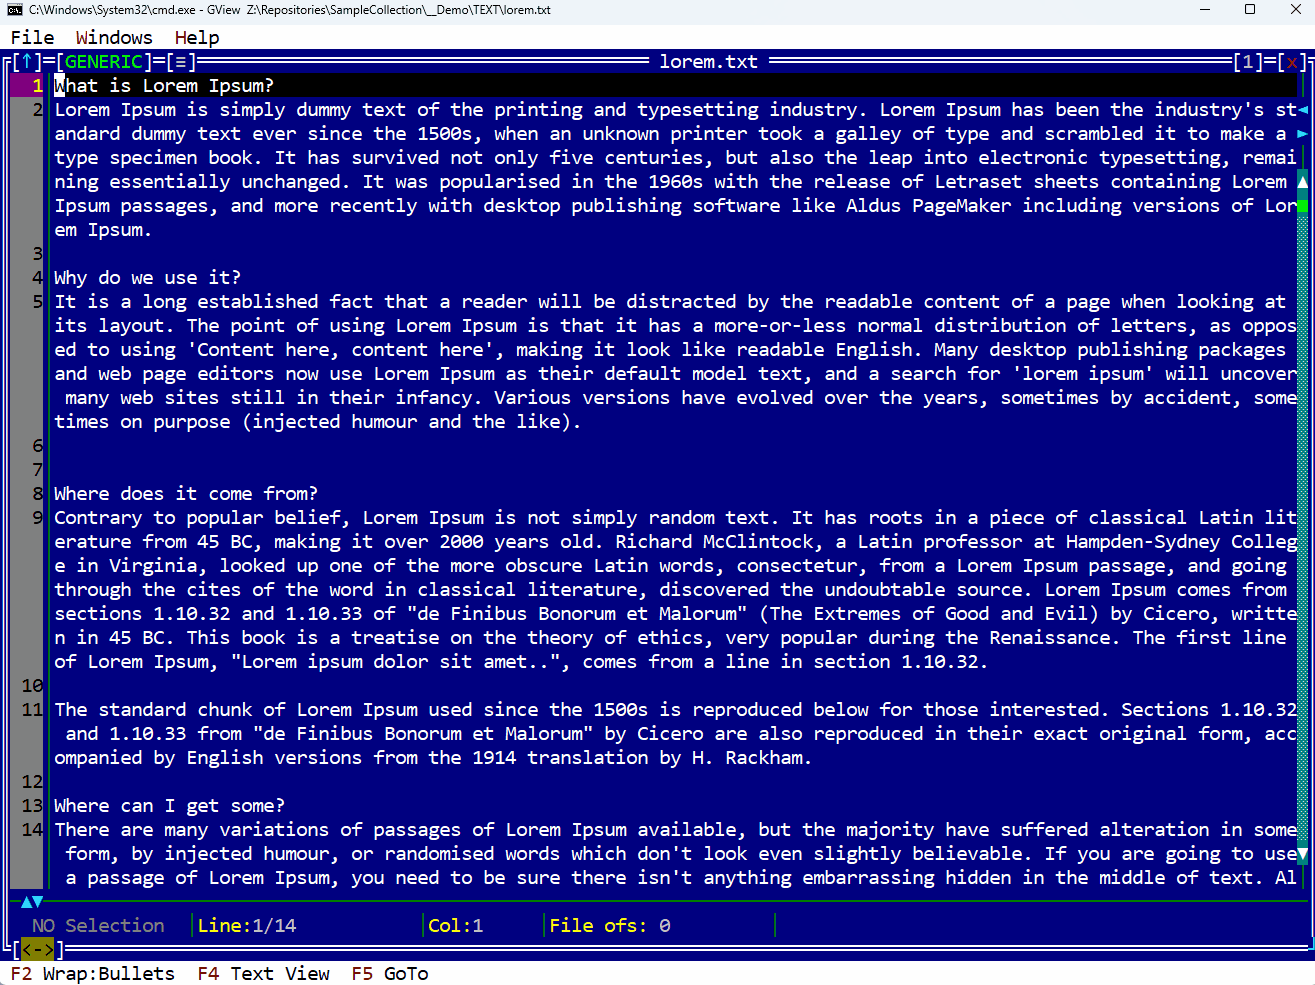 C:\Windows\System32\cmd.exe - GView  Z:\Repositories\SampleCollection\__Demo\TEXT\lorem.txt
File  Windows  Help
[↑]=[GENERIC]=[≡] lorem.txt [1]=[x]
1 What is Lorem Ipsum?
2 Lorem Ipsum is simply dummy text of the printing and typesetting industry. Lorem Ipsum has been the industry's st
andard dummy text ever since the 1500s, when an unknown printer took a galley of type and scrambled it to make a
type specimen book. It has survived not only five centuries, but also the leap into electronic typesetting, remai
ning essentially unchanged. It was popularised in the 1960s with the release of Letraset sheets containing Lorem
Ipsum passages, and more recently with desktop publishing software like Aldus PageMaker including versions of Lor
em Ipsum.
3
4 Why do we use it?
5 It is a long established fact that a reader will be distracted by the readable content of a page when looking at
its layout. The point of using Lorem Ipsum is that it has a more-or-less normal distribution of letters, as oppos
ed to using 'Content here, content here', making it look like readable English. Many desktop publishing packages
and web page editors now use Lorem Ipsum as their default model text, and a search for 'lorem ipsum' will uncover
many web sites still in their infancy. Various versions have evolved over the years, sometimes by accident, some
times on purpose (injected humour and the like).
6
7
8 Where does it come from?
9 Contrary to popular belief, Lorem Ipsum is not simply random text. It has roots in a piece of classical Latin lit
erature from 45 BC, making it over 2000 years old. Richard McClintock, a Latin professor at Hampden-Sydney Colleg
e in Virginia, looked up one of the more obscure Latin words, consectetur, from a Lorem Ipsum passage, and going
through the cites of the word in classical literature, discovered the undoubtable source. Lorem Ipsum comes from
sections 1.10.32 and 1.10.33 of "de Finibus Bonorum et Malorum" (The Extremes of Good and Evil) by Cicero, writte
n in 45 BC. This book is a treatise on the theory of ethics, very popular during the Renaissance. The first line
of Lorem Ipsum, "Lorem ipsum dolor sit amet..", comes from a line in section 1.10.32.
10
11 The standard chunk of Lorem Ipsum used since the 1500s is reproduced below for those interested. Sections 1.10.32
and 1.10.33 from "de Finibus Bonorum et Malorum" by Cicero are also reproduced in their exact original form, acc
ompanied by English versions from the 1914 translation by H. Rackham.
12
13 Where can I get some?
14 There are many variations of passages of Lorem Ipsum available, but the majority have suffered alteration in some
form, by injected humour, or randomised words which don't look even slightly believable. If you are going to use
a passage of Lorem Ipsum, you need to be sure there isn't anything embarrassing hidden in the middle of text. Al
NO Selection Line:1/14 Col:1 File ofs: 0
[<->]
F2 Wrap:Bullets  F4 Text View  F5 GoTo